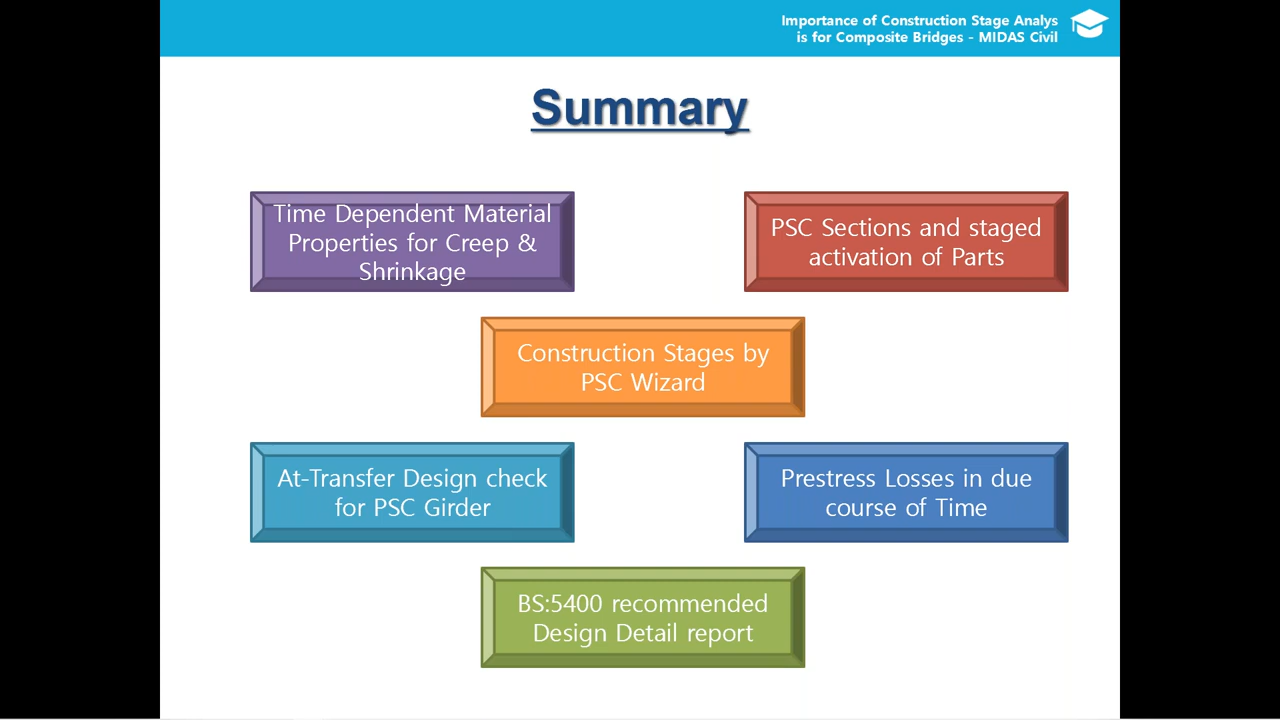 Importance of Construction Stage Analys
is for Composite Bridges - MIDAS Civil
Summary
Time Dependent Material
Properties for Creep &
Shrinkage
PSC Sections and staged
activation of Parts
Construction Stages by
PSC Wizard
At-Transfer Design check
for PSC Girder
Prestress Losses in due
course of Time
BS:5400 recommended
Design Detail report